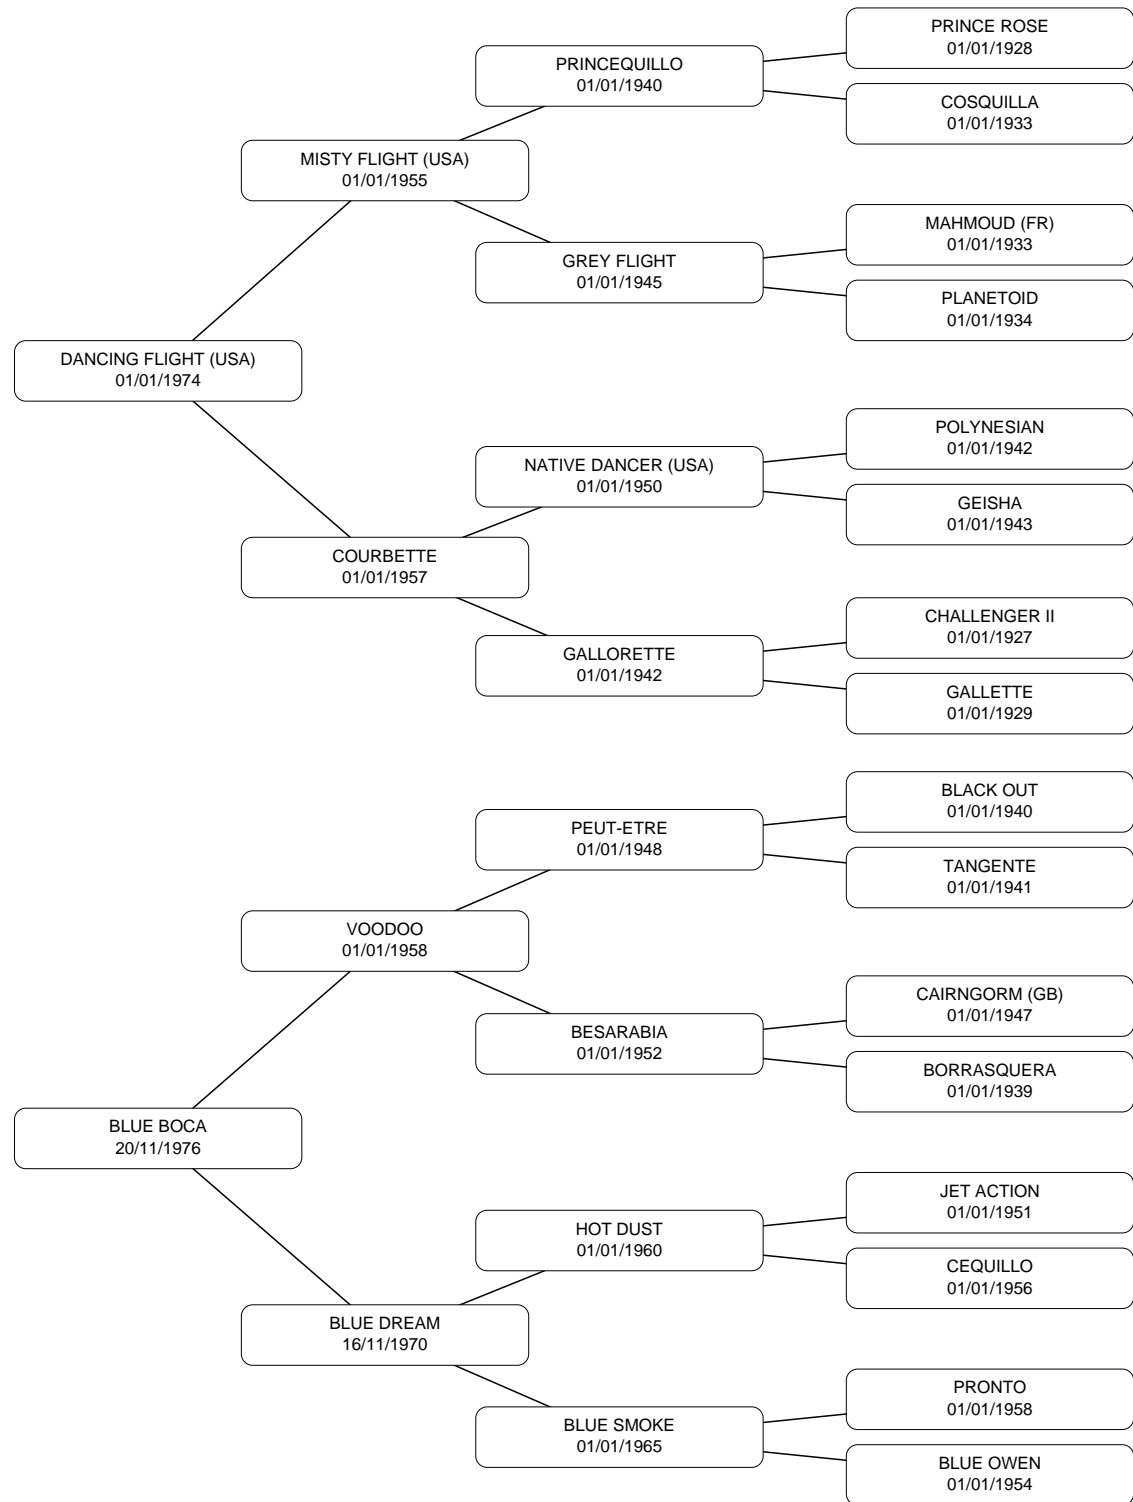 PRINCE ROSE
01/01/1928
PRINCEQUILLO
01/01/1940
COSQUILLA
01/01/1933
MISTY FLIGHT (USA)
01/01/1955
MAHMOUD (FR)
01/01/1933
GREY FLIGHT
01/01/1945
PLANETOID
01/01/1934
DANCING FLIGHT (USA)
01/01/1974
POLYNESIAN
01/01/1942
NATIVE DANCER (USA)
01/01/1950
GEISHA
01/01/1943
COURBETTE
01/01/1957
CHALLENGER II
01/01/1927
GALLORETTE
01/01/1942
GALLETTE
01/01/1929
BLACK OUT
01/01/1940
PEUT-ETRE
01/01/1948
TANGENTE
01/01/1941
VOODOO
01/01/1958
CAIRNGORM (GB)
01/01/1947
BESARABIA
01/01/1952
BORRASQUERA
01/01/1939
BLUE BOCA
20/11/1976
JET ACTION
01/01/1951
HOT DUST
01/01/1960
CEQUILLO
01/01/1956
BLUE DREAM
16/11/1970
PRONTO
01/01/1958
BLUE SMOKE
01/01/1965
BLUE OWEN
01/01/1954